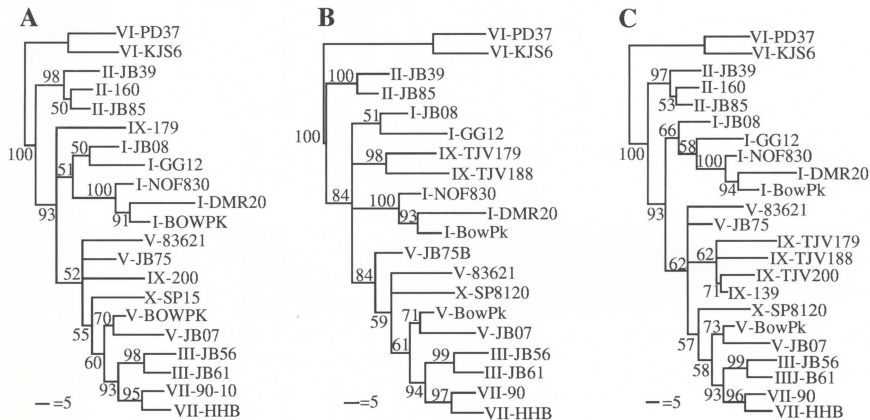 A
VI-PD37
VI-KJS6
98
II-JB39
II-160
50
II-JB85
IX-179
100
50
I-JB08
51
I-GG12
100
I-NOF830
93
I-DMR20
91
I-BOWPK
V-83621
V-JB75
52
IX-200
X-SP15
70
V-BOWPK
55
V-JB07
60
98
III-JB56
III-JB61
93
95
VII-90-10
VII-HHB
=5
B
VI-PD37
VI-KJS6
100
II-JB39
II-JB85
51
I-JB08
100
I-GG12
98
IX-TJV179
IX-TJV188
84
100
I-NOF830
93
I-DMR20
I-BowPk
V-JB75B
84
V-83621
X-SP8120
59
71
V-BowPk
V-JB07
61
99
III-JB56
III-JB61
94
97
VII-90
VII-HHB
=5
C
VI-PD37
VI-KJS6
97
II-JB39
II-160
53
II-JB85
66
I-JB08
100
58
I-GG12
100
I-NOF830
I-DMR20
94
I-BowPk
93
V-83621
V-JB75
62
62
IX-TJV179
IX-TJV188
IX-TJV200
71
IX-139
X-SP8120
57
73
V-BowPk
V-JB07
58
99
III-JB56
IIIJ-B61
93
96
VII-90
VII-HHB
=5